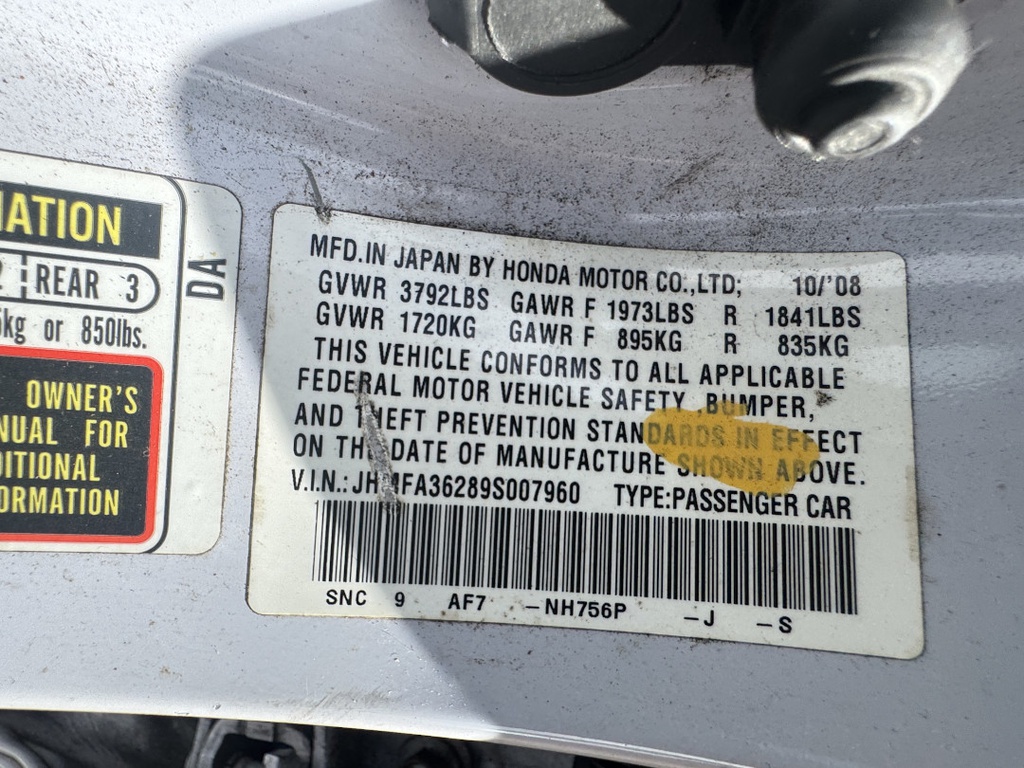 MATION
2 REAR 3
kg or 850lbs.
DA
OWNER'S
NUAL FOR
DITIONAL
FORMATION
MFD.IN JAPAN BY HONDA MOTOR CO.,LTD; 10/'08
GVWR 3792LBS GAWR F 1973LBS R 1841LBS
GVWR 1720KG GAWR F 895KG R 835KG
THIS VEHICLE CONFORMS TO ALL APPLICABLE
FEDERAL MOTOR VEHICLE SAFETY, BUMPER,
AND THEFT PREVENTION STANDARDS IN EFFECT
ON THE DATE OF MANUFACTURE SHOWN ABOVE.
V.I.N.: JHMFA36289S007960 TYPE:PASSENGER CAR
SNC 9 AF7 -NH756P -J -S